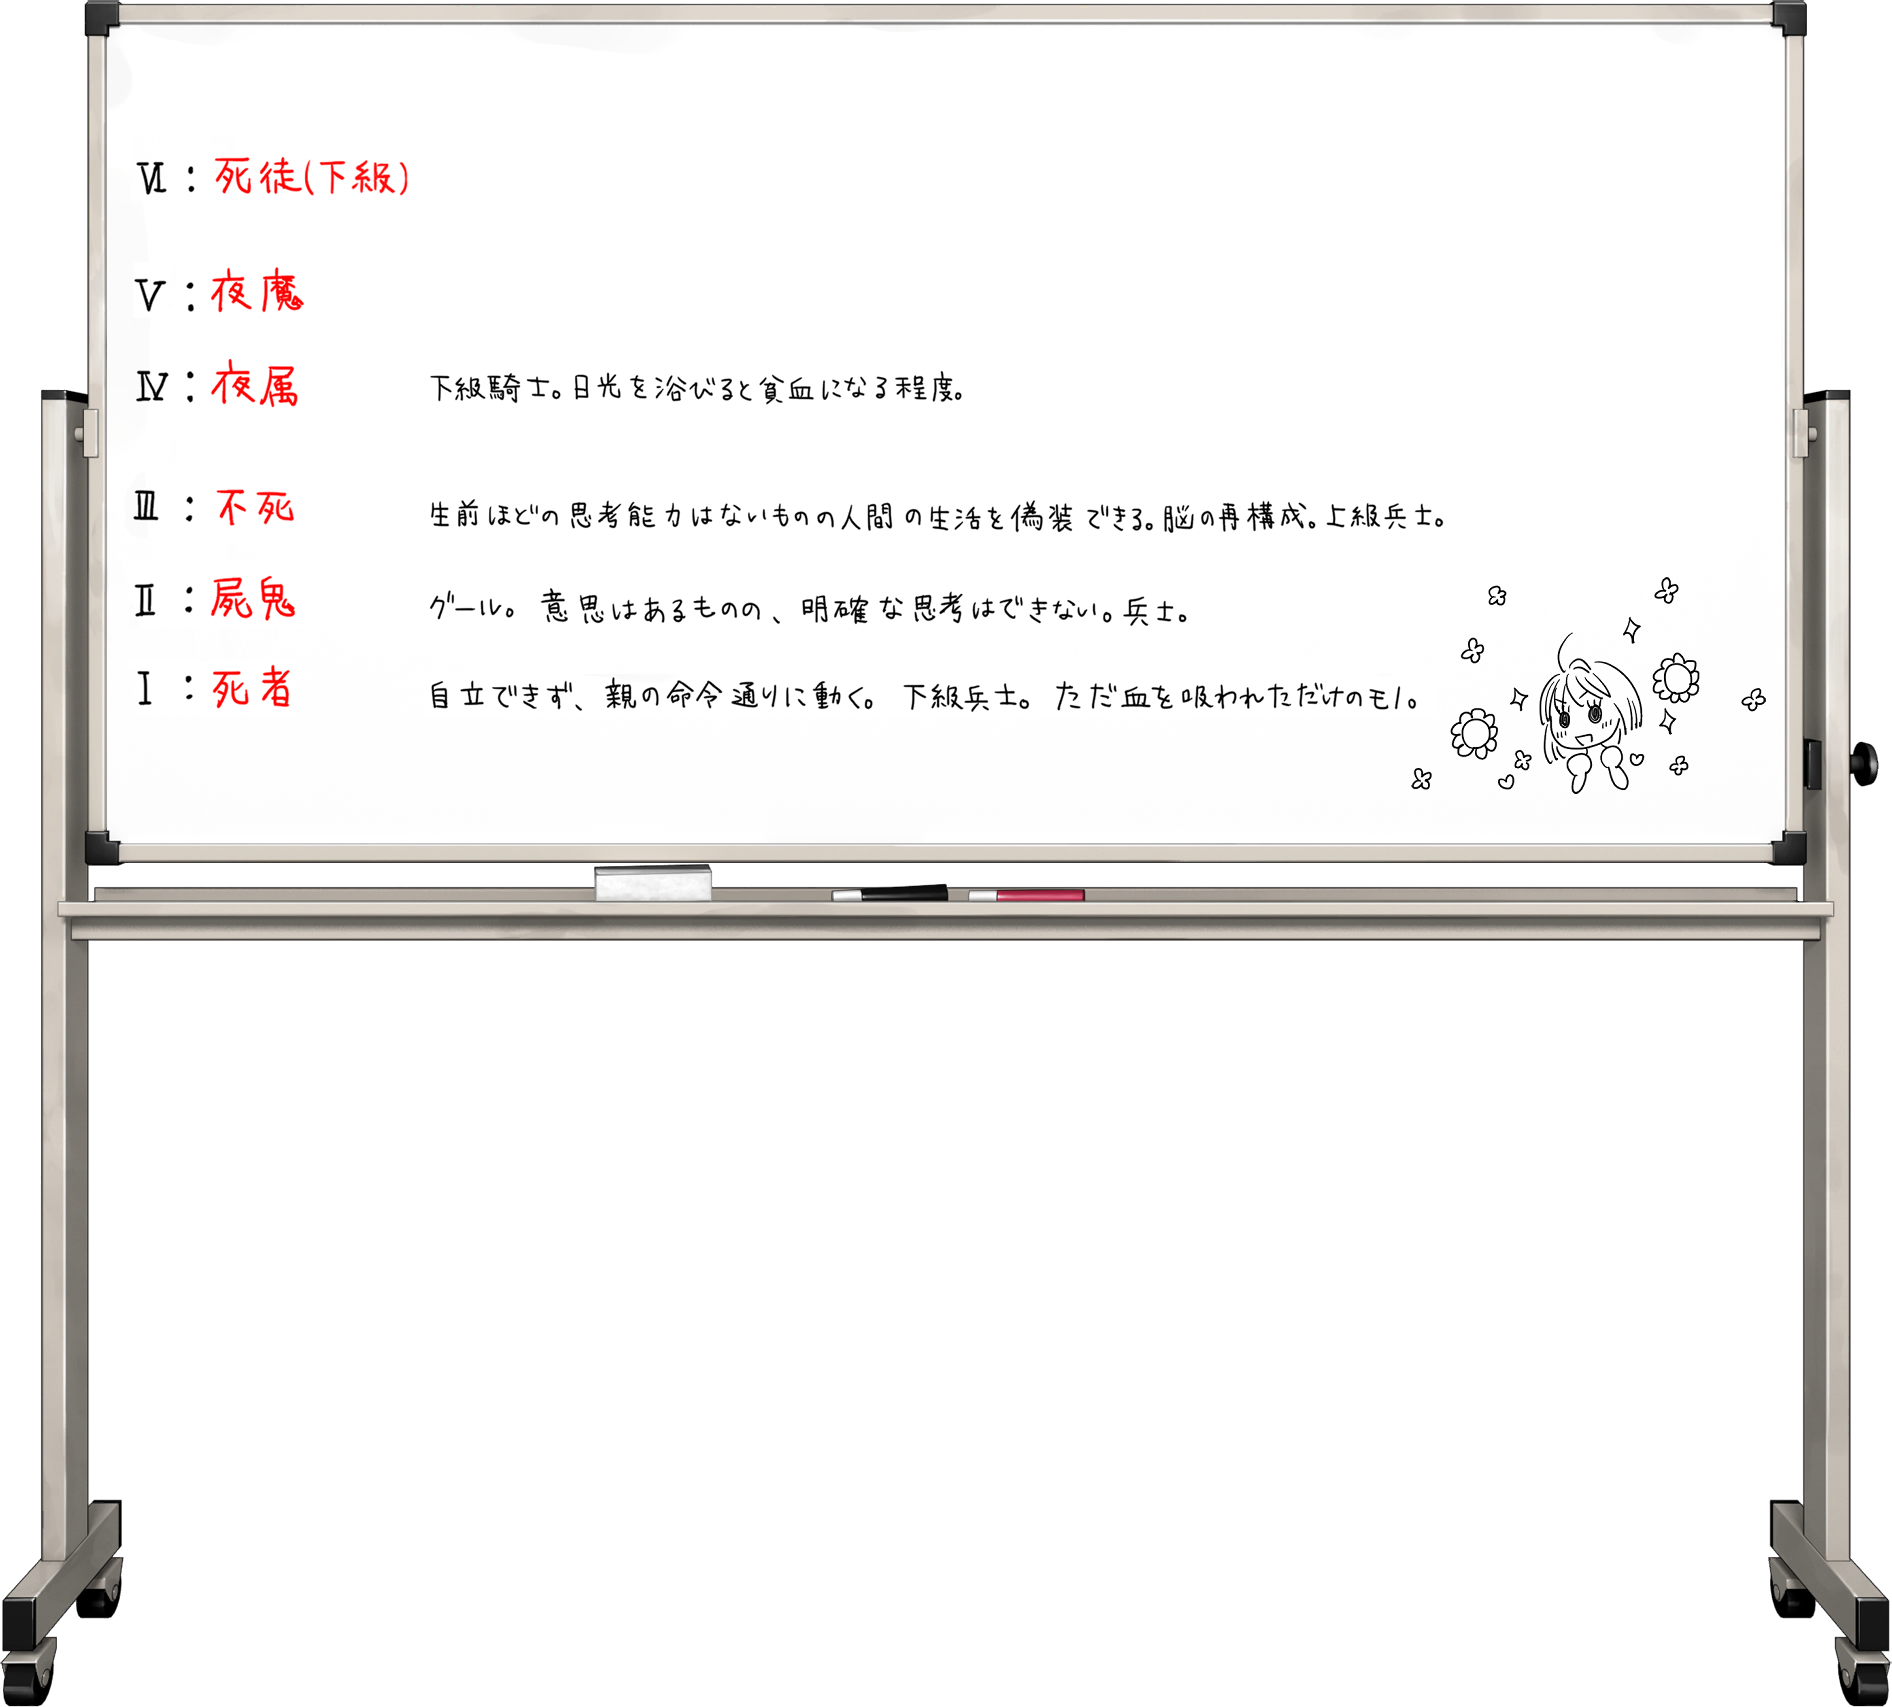 Ⅵ：死徒(下級)
Ⅴ：夜魔
Ⅳ：夜属 下級騎士。日光を浴びると貧血になる程度。
Ⅲ：不死 生前ほどの思考能力はないものの人間の生活を偽装できる。脳の再構成。上級兵士。
Ⅱ：屍鬼 グール。意思はあるものの、明確な思考はできない。兵士。
Ⅰ：死者 自立できず、親の命令通りに動く。下級兵士。ただ血を吸われただけのモノ。